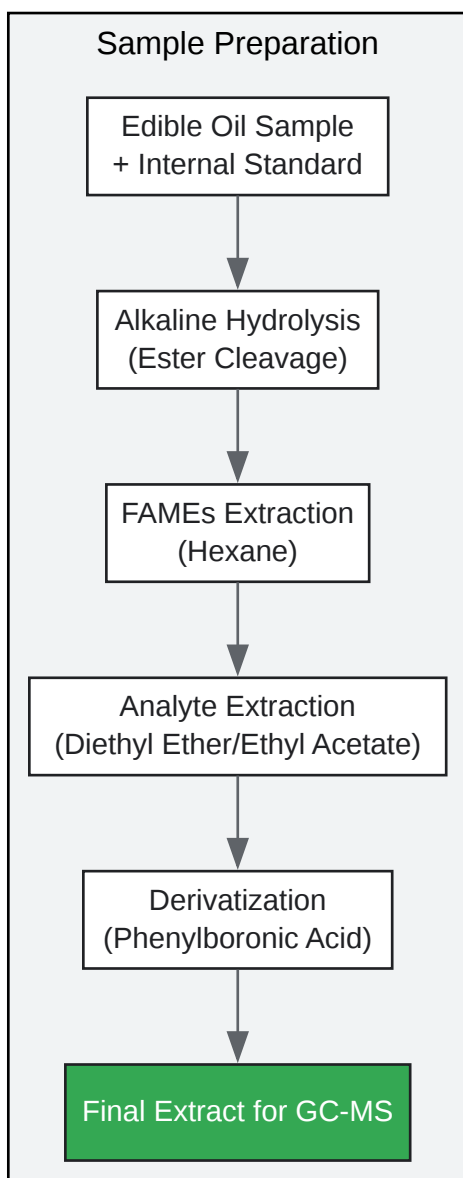 Sample Preparation
Edible Oil Sample
+ Internal Standard
Alkaline Hydrolysis
(Ester Cleavage)
FAMEs Extraction
(Hexane)
Analyte Extraction
(Diethyl Ether/Ethyl Acetate)
Derivatization
(Phenylboronic Acid)
Final Extract for GC-MS